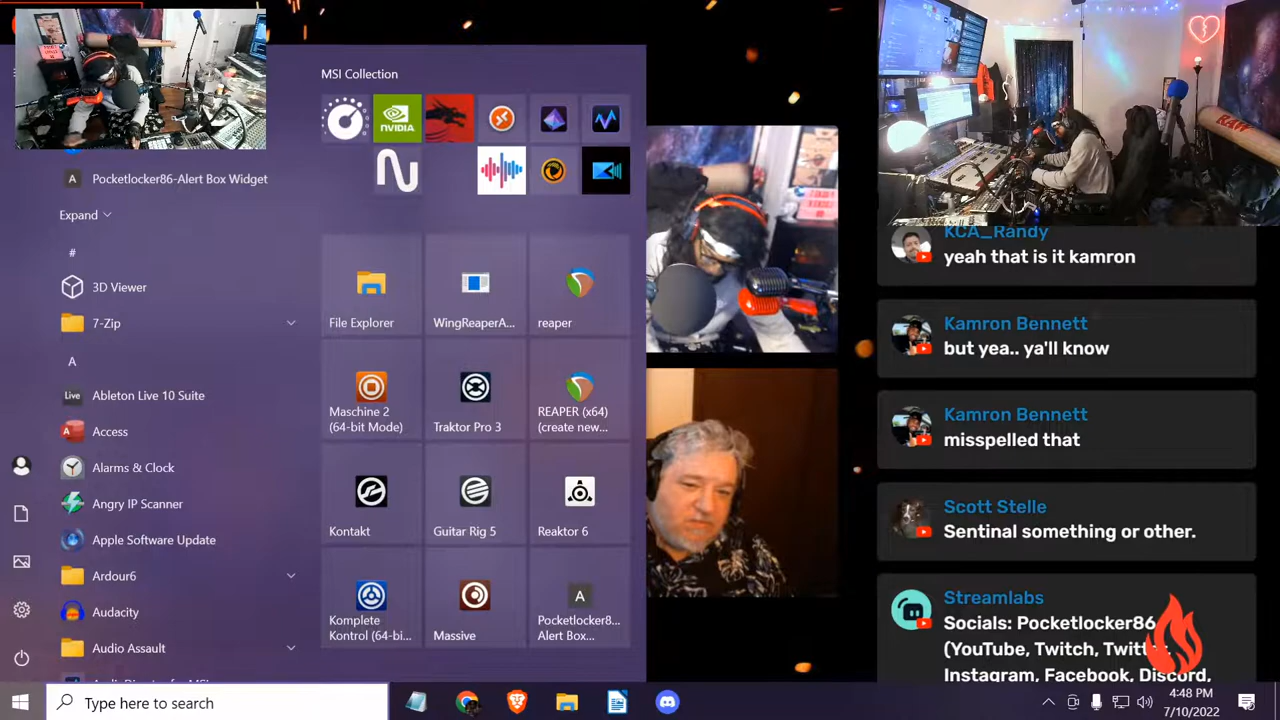 MSI Collection
NVIDIA
Pocketlocker86-Alert Box Widget
Expand
#
3D Viewer
7-Zip
A
Live
Ableton Live 10 Suite
Access
Alarms & Clock
Angry IP Scanner
Apple Software Update
Ardour6
Audacity
Audio Assault
File Explorer
WingReaperA...
reaper
Maschine 2
(64-bit Mode)
Traktor Pro 3
REAPER (x64)
(create new...
Kontakt
Guitar Rig 5
Reaktor 6
Komplete
Kontrol (64-bi...
Massive
A
Pocketlocker8...
Alert Box...
RAW
KCA_Randy
yeah that is it kamron
Kamron Bennett
but yea.. ya'll know
Kamron Bennett
misspelled that
Scott Stelle
Sentinal something or other.
Streamlabs
Socials: Pocketlocker86
(YouTube, Twitch, Twitt
Instagram, Facebook, Discord,
Type here to search
4:48 PM
7/10/2022